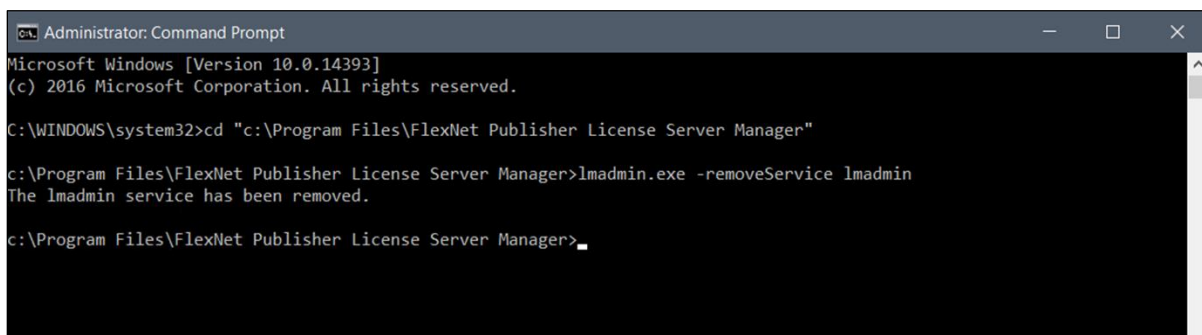 Administrator: Command Prompt
Microsoft Windows [Version 10.0.14393]
(c) 2016 Microsoft Corporation. All rights reserved.
C:\WINDOWS\system32>cd "c:\Program Files\FlexNet Publisher License Server Manager"
c:\Program Files\FlexNet Publisher License Server Manager>lmadmin.exe -removeService lmadmin
The lmadmin service has been removed.
c:\Program Files\FlexNet Publisher License Server Manager>